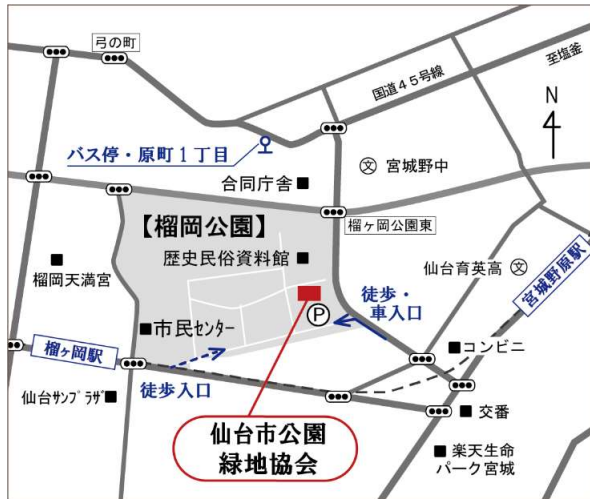 弓の町
国道45号線
至塩釜
N
バス停・原町1丁目
文 宮城野中
合同庁舎
【榴岡公園】
榴ヶ岡公園東
歴史民俗資料館
榴岡天満宮
仙台育英高 文
宮城野原駅
徒歩・
車入口
P
市民センター
榴ヶ岡駅
コンビニ
徒歩入口
仙台サンプラザ
交番
仙台市公園
緑地協会
楽天生命
パーク宮城